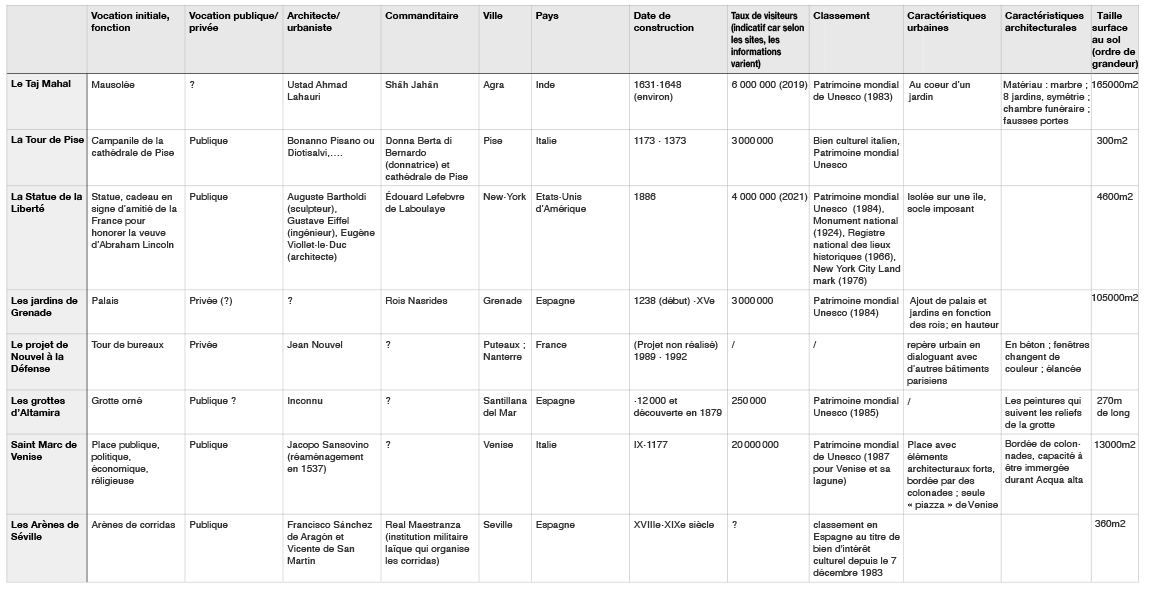 Vocation initiale,
fonction
Vocation publique/
privée
Architecte/
urbaniste
Commanditaire
Ville
Pays
Date de
construction
Taux de visiteurs
(indicatif car selon
les sites, les
informations
varient)
Classement
Caractéristiques
urbaines
Caractéristiques
architecturales
Taille
surface
au sol
(ordre de
grandeur)
Le Taj Mahal
Mausolée
?
Ustad Ahmad
Lahauri
Shâh Jahân
Agra
Inde
1631-1648
(environ)
6 000 000 (2019)
Patrimoine mondial
de Unesco (1983)
Au coeur d'un
jardin
Matériau : marbre ;
8 jardins, symétrie ;
chambre funéraire ;
fausses portes
165000m2
La Tour de Pise
Campanile de la
cathédrale de Pise
Publique
Bonanno Pisano ou
Diotisalvi,….
Donna Berta di
Bernardo
(donnatrice) et
cathédrale de Pise
Pise
Italie
1173 - 1373
3 000 000
Bien culturel italien,
Patrimoine mondial
Unesco
300m2
La Statue de la
Liberté
Statue, cadeau en
signe d'amitié de la
France pour
honorer la veuve
d'Abraham Lincoln
Publique
Auguste Bartholdi
(sculpteur),
Gustave Eiffel
(ingénieur), Eugène
Viollet-le-Duc
(architecte)
Édouard Lefebvre
de Laboulaye
New-York
Etats-Unis
d'Amérique
1886
4 000 000 (2021)
Patrimoine mondial
Unesco (1984),
Monument national
(1924), Registre
national des lieux
historiques (1966),
New York City Land
mark (1976)
Isolée sur une île,
socle imposant
4600m2
Les jardins de
Grenade
Palais
Privée (?)
?
Rois Nasrides
Grenade
Espagne
1238 (début) -XVe
3 000 000
Patrimoine mondial
Unesco (1984)
Ajout de palais et
jardins en fonction
des rois; en hauteur
105000m2
Le projet de
Nouvel à la
Défense
Tour de bureaux
Privée
Jean Nouvel
?
Puteaux ;
Nanterre
France
(Projet non réalisé)
1989 - 1992
/
/
repère urbain en
dialoguant avec
d'autres bâtiments
parisiens
En béton ; fenêtres
changent de
couleur ; élancée
Les grottes
d'Altamira
Grotte orné
Publique ?
Inconnu
?
Santillana
del Mar
Espagne
-12 000 et
découverte en 1879
250 000
Patrimoine mondial
Unesco (1985)
/
Les peintures qui
suivent les reliefs
de la grotte
270m
de long
Saint Marc de
Venise
Place publique,
politique,
économique,
réligieuse
Publique
Jacopo Sansovino
(réaménagement
en 1537)
?
Venise
Italie
IX-1177
20 000 000
Patrimoine mondial
de Unesco (1987
pour Venise et sa
lagune)
Place avec
éléments
architecturaux forts,
bordée par des
colonades ; seule
« piazza » de Venise
Bordée de colon-
nades, capacité à
être immergée
durant Acqua alta
13000m2
Les Arènes de
Séville
Arènes de corridas
Publique
Francisco Sánchez
de Aragón et
Vicente de San
Martín
Real Maestranza
(institution militaire
laïque qui organise
les corridas)
Seville
Espagne
XVIIIe-XIXe siècle
?
classement en
Espagne au titre de
bien d'intérêt
culturel depuis le 7
décembre 1983
360m2